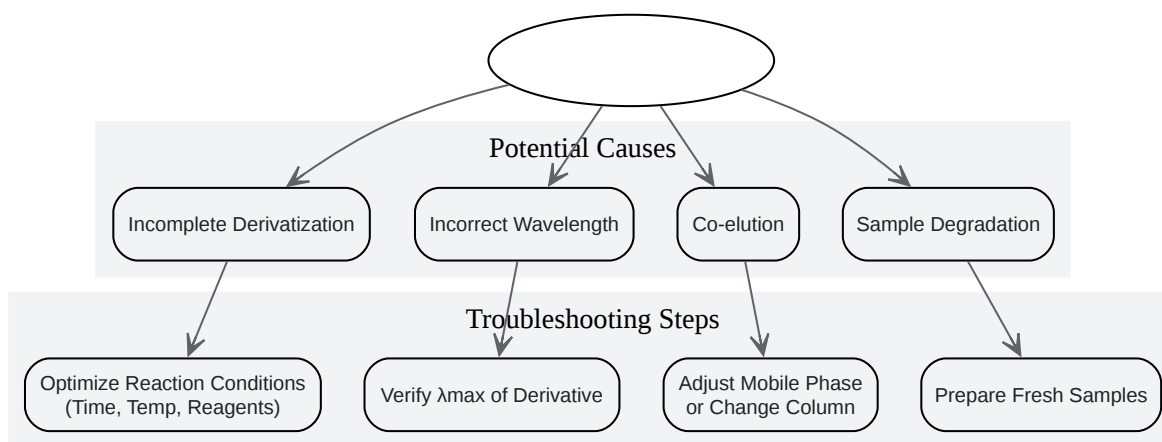 Potential Causes
Incomplete Derivatization
Incorrect Wavelength
Co-elution
Sample Degradation
Troubleshooting Steps
Optimize Reaction Conditions
(Time, Temp, Reagents)
Verify λmax of Derivative
Adjust Mobile Phase
or Change Column
Prepare Fresh Samples